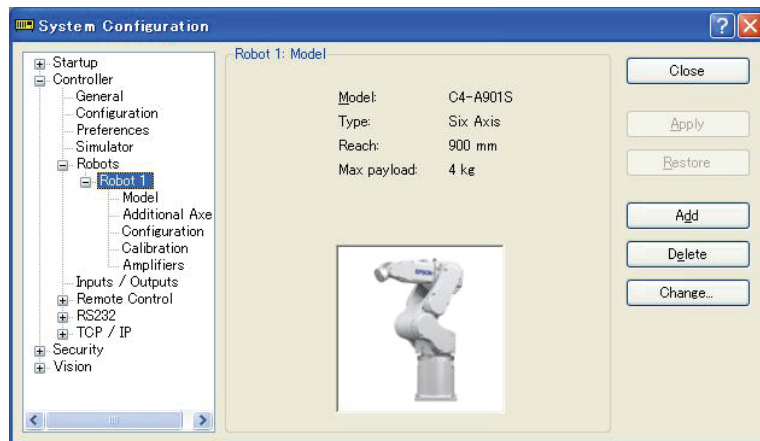 System Configuration
Startup
Controller
General
Configuration
Preferences
Simulator
Robots
Robot 1
Model
Additional Axe
Configuration
Calibration
Amplifiers
Inputs / Outputs
Remote Control
RS232
TCP / IP
Security
Vision
Robot 1: Model
Model: C4-A901S
Type: Six Axis
Reach: 900 mm
Max payload: 4 kg
EPSON
Close
Apply
Restore
Add
Delete
Change...